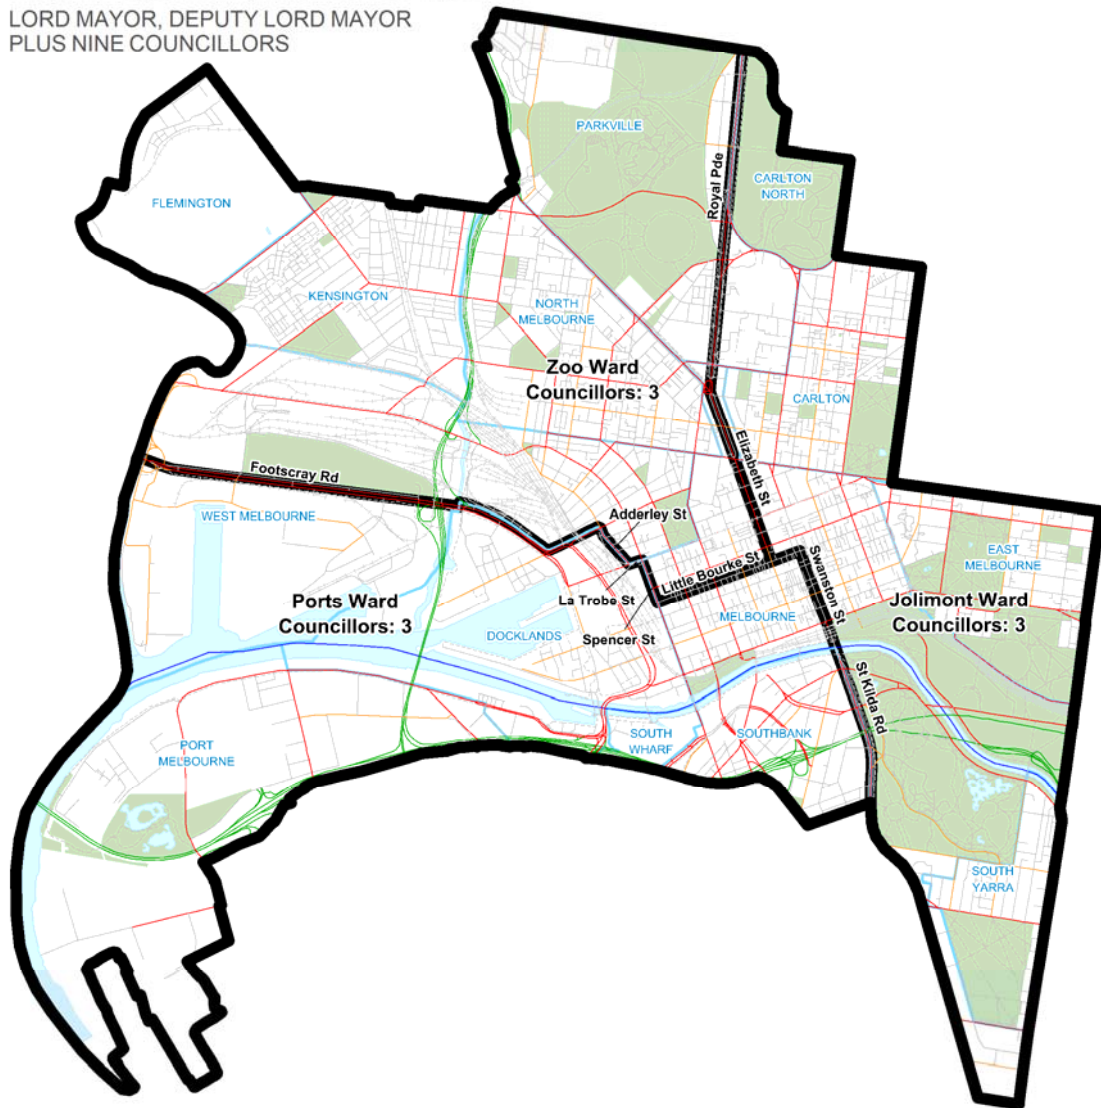 LORD MAYOR, DEPUTY LORD MAYOR
PLUS NINE COUNCILLORS
PARKVILLE
Royal Pde
CARLTON
NORTH
FLEMINGTON
KENSINGTON
NORTH
MELBOURNE
Zoo Ward
Councillors: 3
CARLTON
Elizabeth St
Footscray Rd
WEST MELBOURNE
Adderley St
EAST
MELBOURNE
Little Bourke St
Swanston St
La Trobe St
Ports Ward
Councillors: 3
Jolimont Ward
Councillors: 3
MELBOURNE
DOCKLANDS
Spencer St
St Kilda Rd
PORT
MELBOURNE
SOUTH
WHARF
SOUTHBANK
SOUTH
YARRA